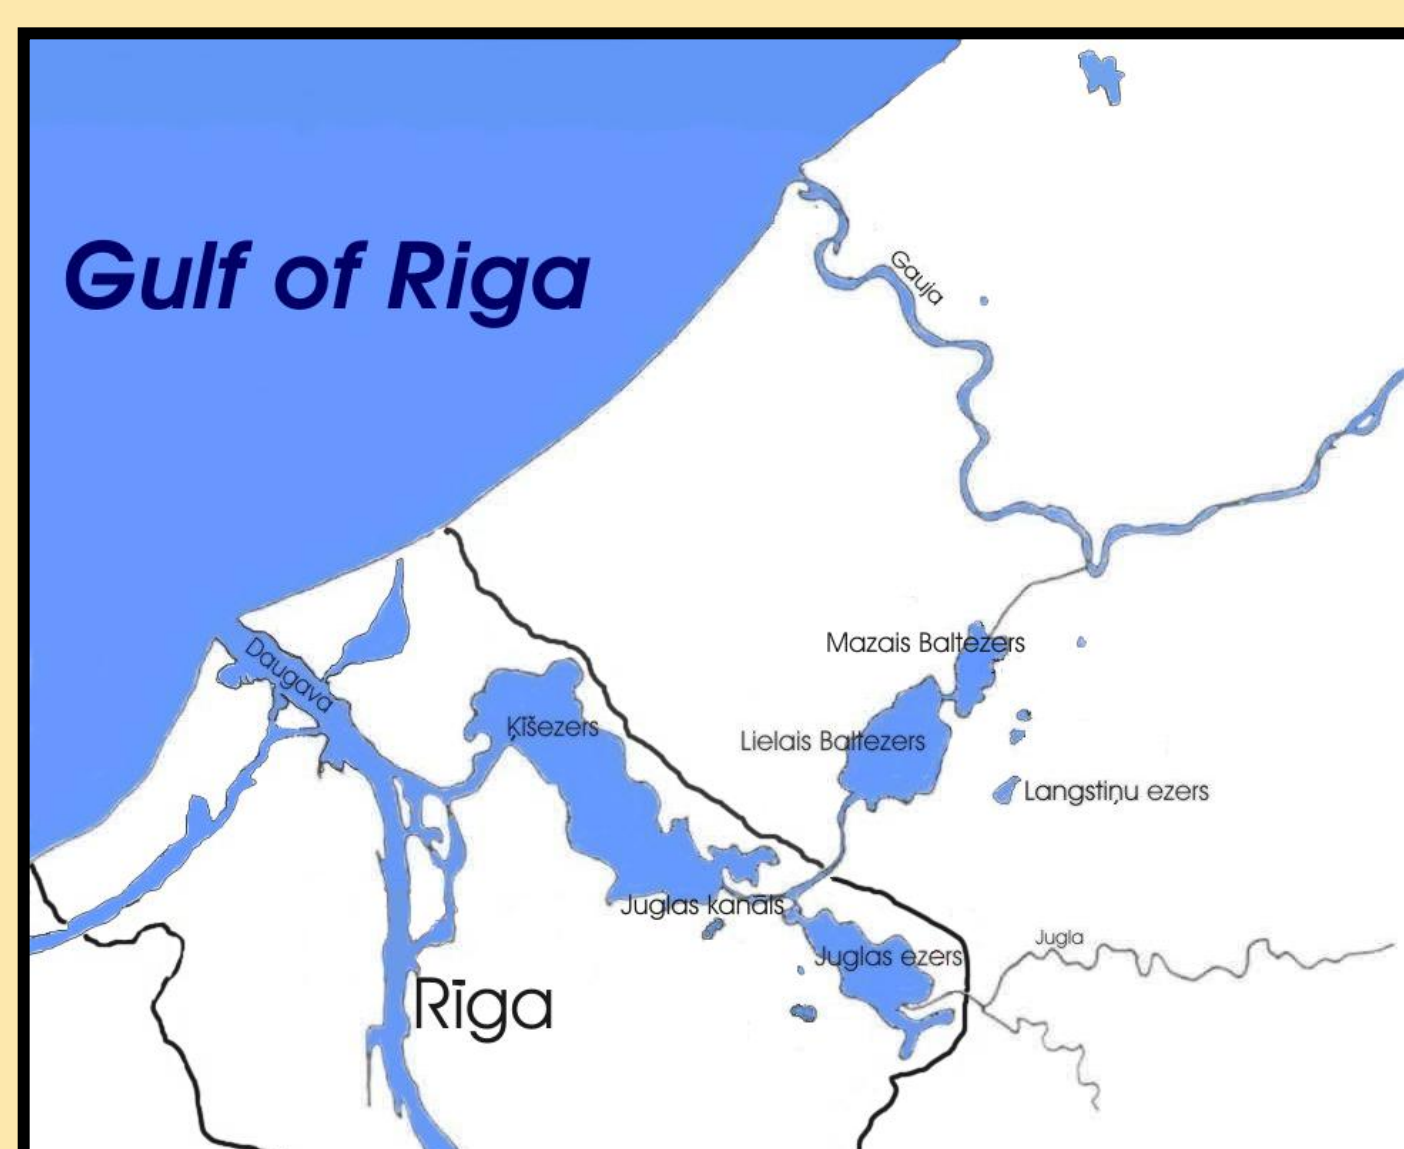 Gulf of Riga
Gauja
Mazais Baltezers
Daugava
Ķīšezers
Lielais Baltezers
Langstiņu ezers
Juglas kanāls
Jugla
Juglas ezers
Rīga